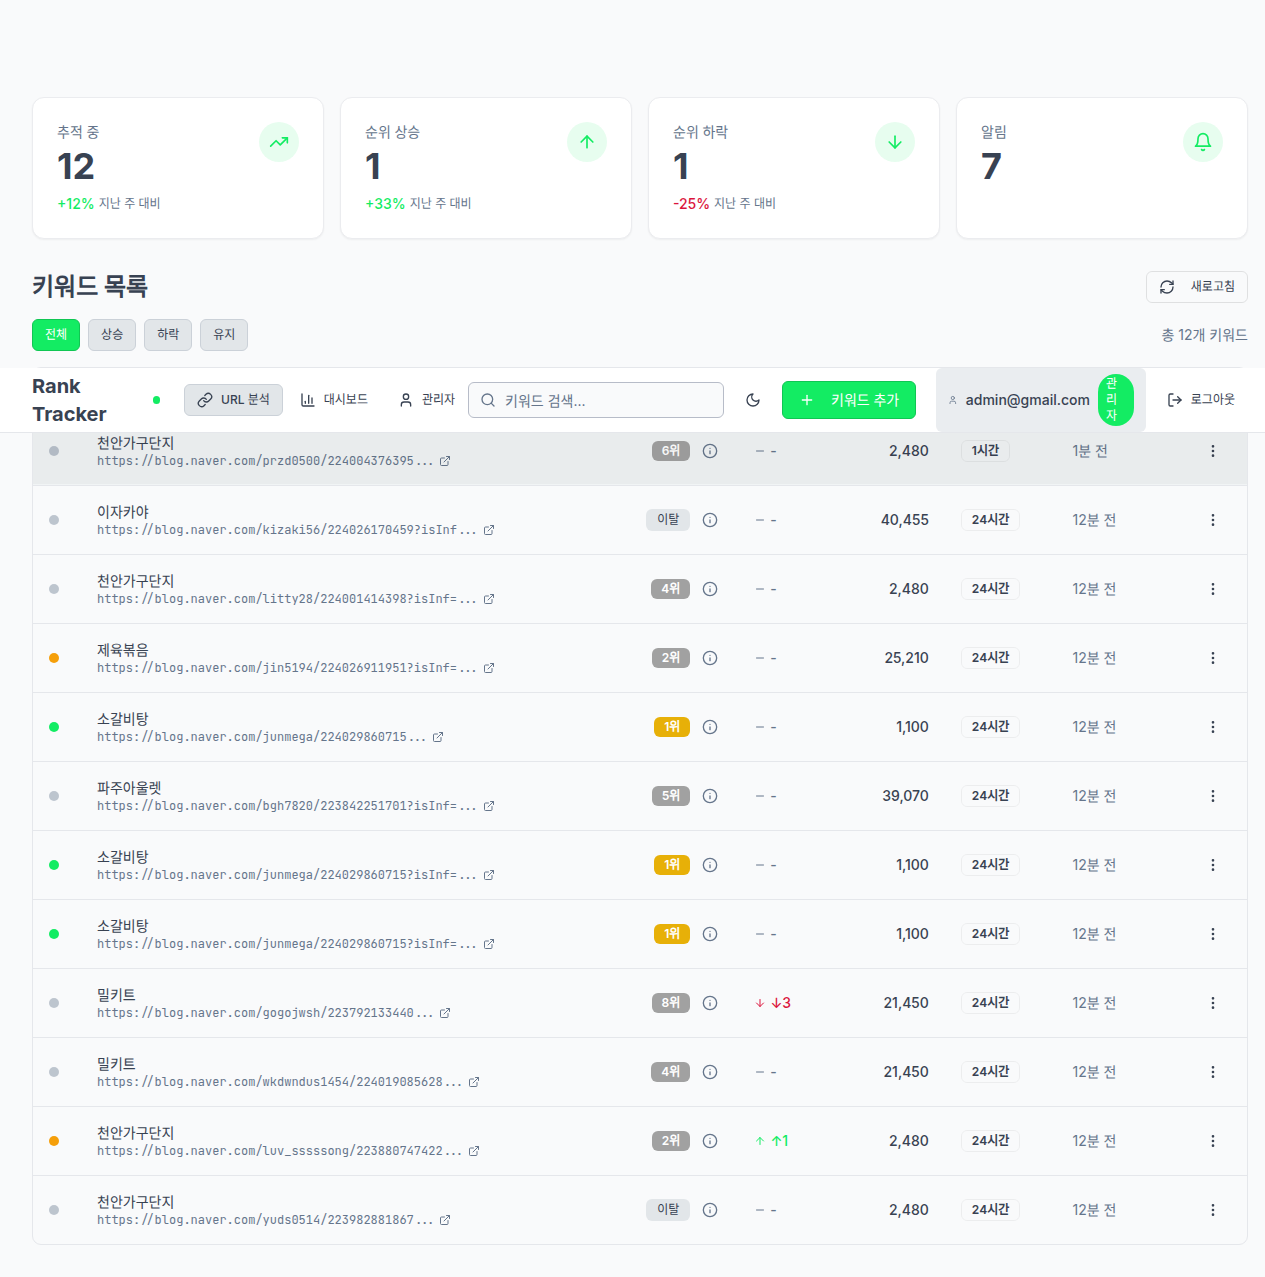 추적 중
12
+12% 지난 주 대비
순위 상승
1
+33% 지난 주 대비
순위 하락
1
-25% 지난 주 대비
알림
7
키워드 목록
새로고침
전체 상승 하락 유지
총 12개 키워드
Rank
Tracker
URL 분석
대시보드
관리자
키워드 검색...
+ 키워드 추가
admin@gmail.com
관
리
자
로그아웃
천안가구단지
https://blog.naver.com/przd0500/224004376395...
6위 – - 2,480 1시간 1분 전
이자카야
https://blog.naver.com/kizaki56/224026170459?isInf...
이탈 – - 40,455 24시간 12분 전
천안가구단지
https://blog.naver.com/litty28/224001414398?isInf=...
4위 – - 2,480 24시간 12분 전
제육볶음
https://blog.naver.com/jin5194/224026911951?isInf=...
2위 – - 25,210 24시간 12분 전
소갈비탕
https://blog.naver.com/junmega/224029860715...
1위 – - 1,100 24시간 12분 전
파주아울렛
https://blog.naver.com/bgh7820/223842251701?isInf=...
5위 – - 39,070 24시간 12분 전
소갈비탕
https://blog.naver.com/junmega/224029860715?isInf=...
1위 – - 1,100 24시간 12분 전
소갈비탕
https://blog.naver.com/junmega/224029860715?isInf=...
1위 – - 1,100 24시간 12분 전
밀키트
https://blog.naver.com/gogojwsh/223792133440...
8위 ↓ ↓3 21,450 24시간 12분 전
밀키트
https://blog.naver.com/wkdwndus1454/224019085628...
4위 – - 21,450 24시간 12분 전
천안가구단지
https://blog.naver.com/luv_sssssong/223880747422...
2위 ↑ ↑1 2,480 24시간 12분 전
천안가구단지
https://blog.naver.com/yuds0514/223982881867...
이탈 – - 2,480 24시간 12분 전